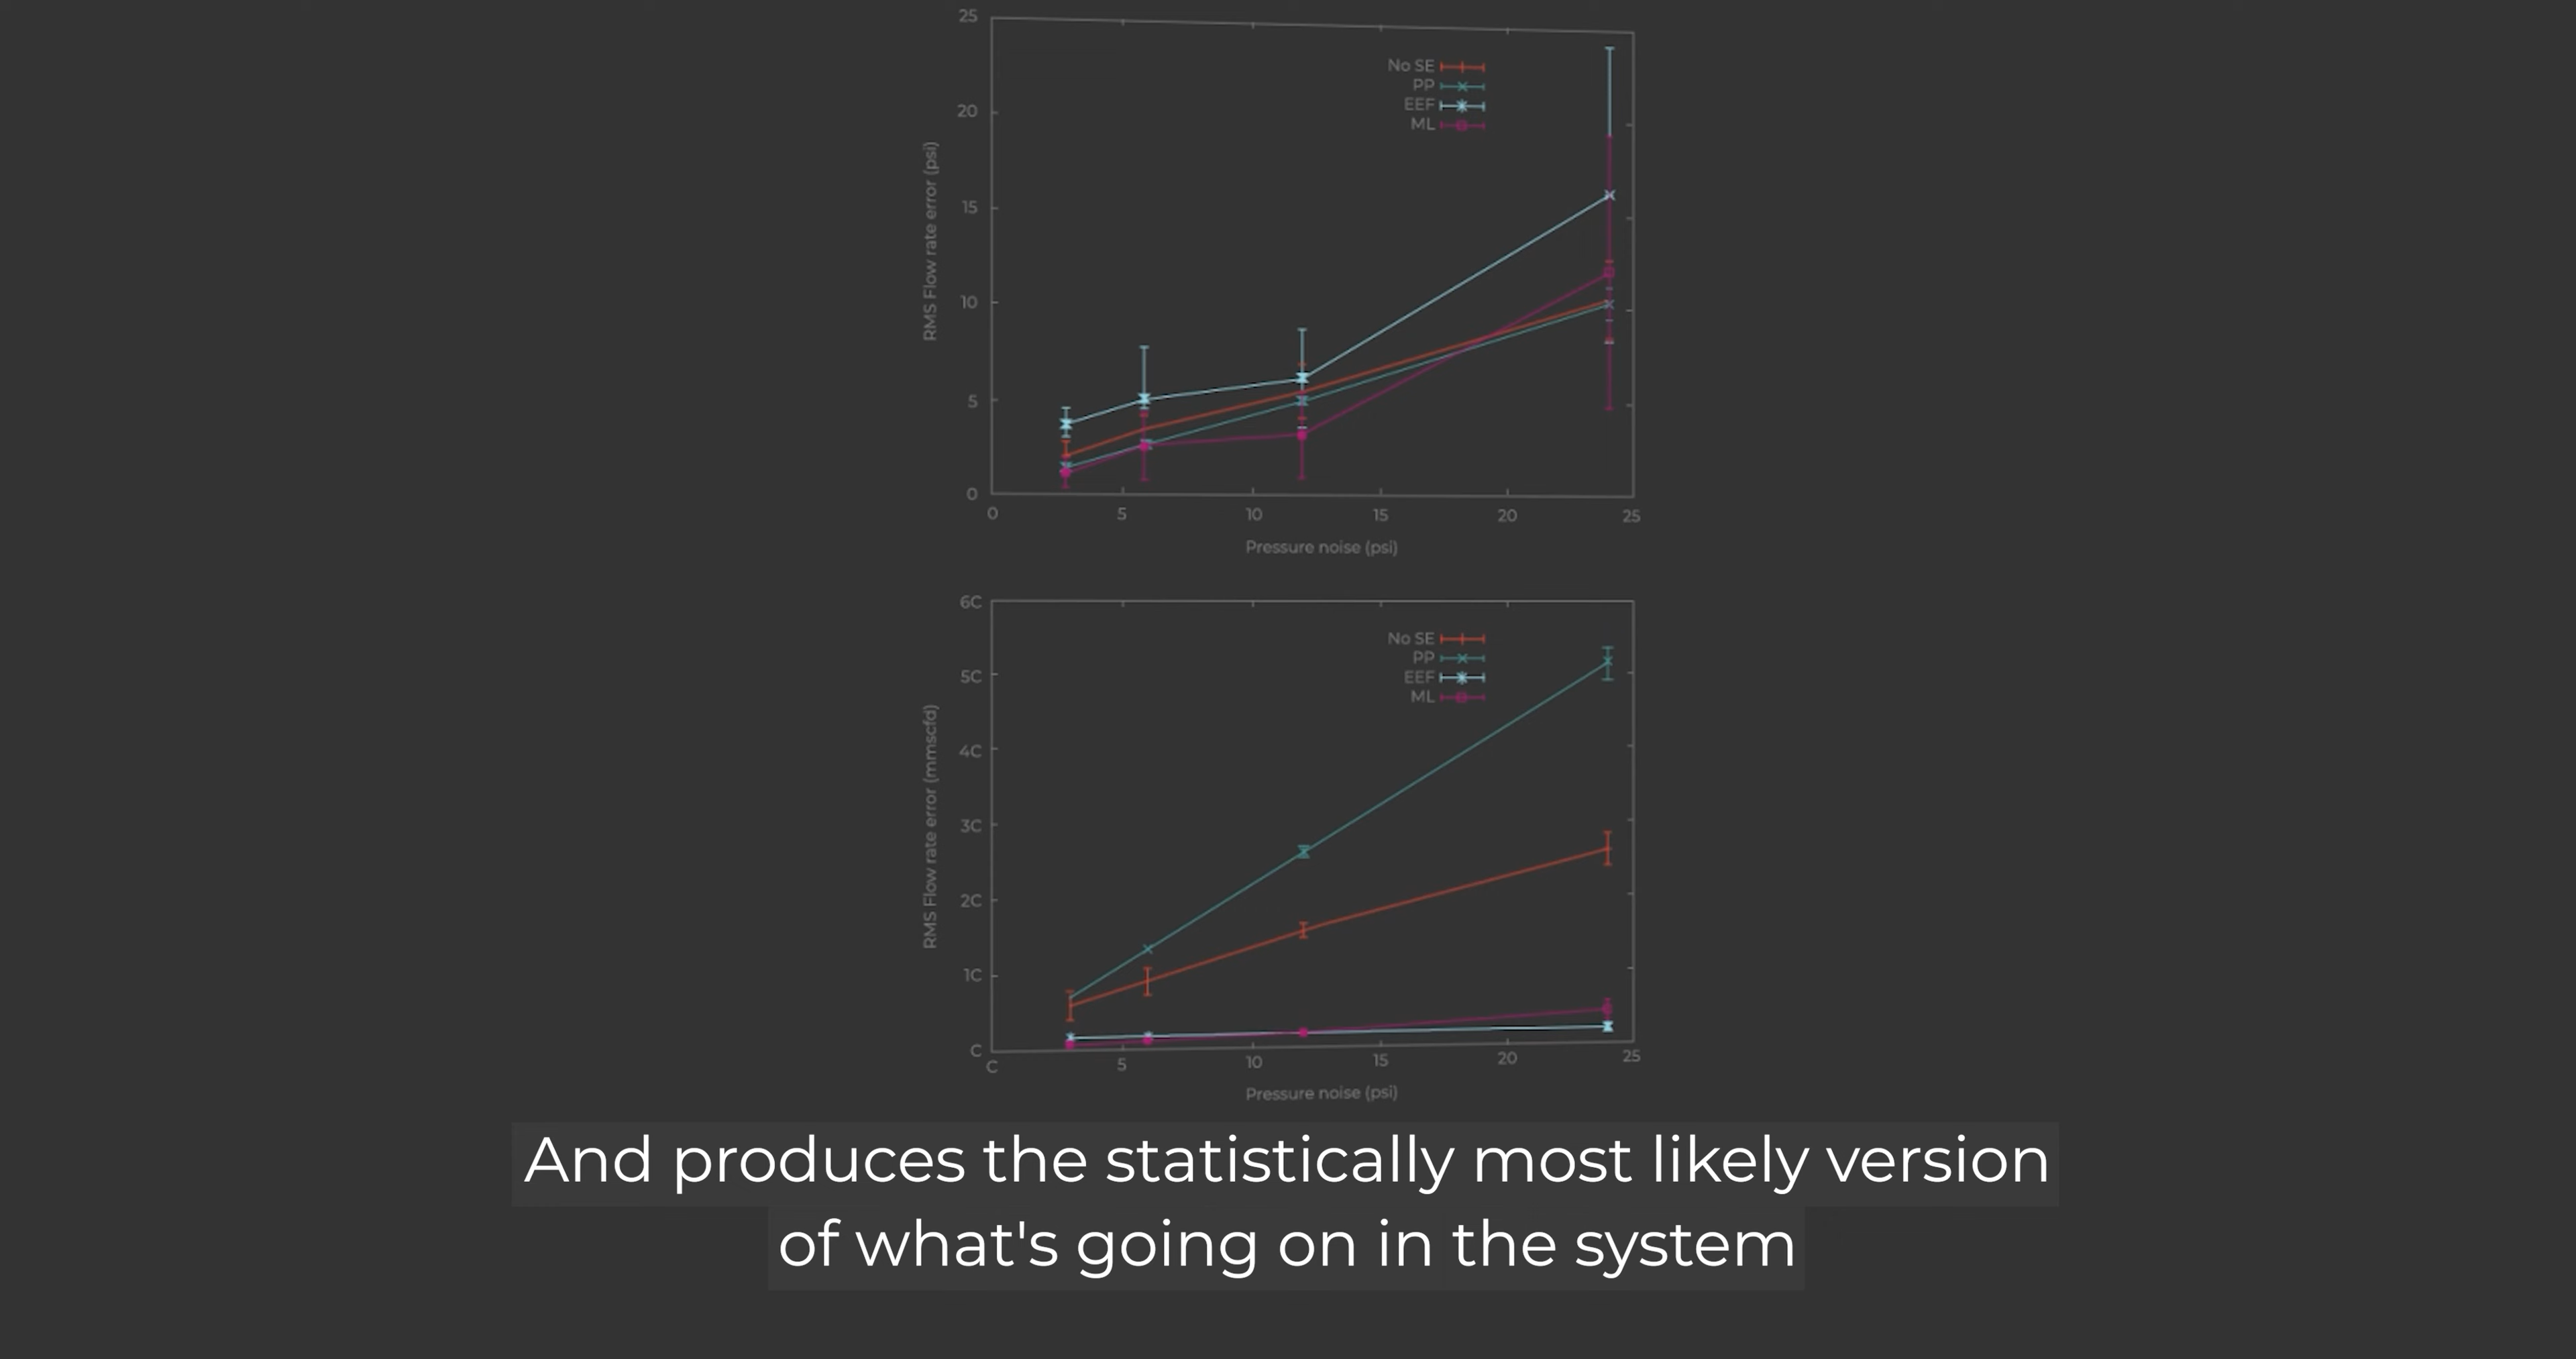 25
No SE
PP
EEF
ML
20
15
10
5
0
RMS Flow rate error (psi)
0 5 10 15 20 25
Pressure noise (psi)
6C
No SE
PP
EEF
ML
5C
4C
3C
2C
1C
C
RMS Flow rate error (mmscfd)
C 5 10 15 20 25
Pressure noise (psi)
And produces the statistically most likely version
of what's going on in the system